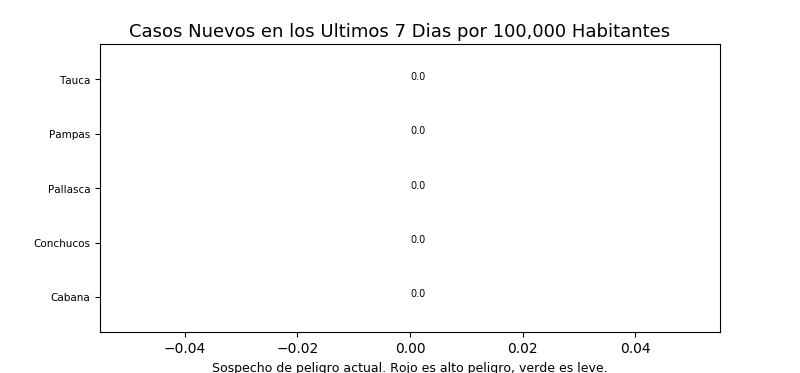 Casos Nuevos en los Ultimos 7 Dias por 100,000 Habitantes
Tauca 0.0
Pampas 0.0
Pallasca 0.0
Conchucos 0.0
Cabana 0.0
−0.04 −0.02 0.00 0.02 0.04
Sospecho de peligro actual. Rojo es alto peligro, verde es leve.